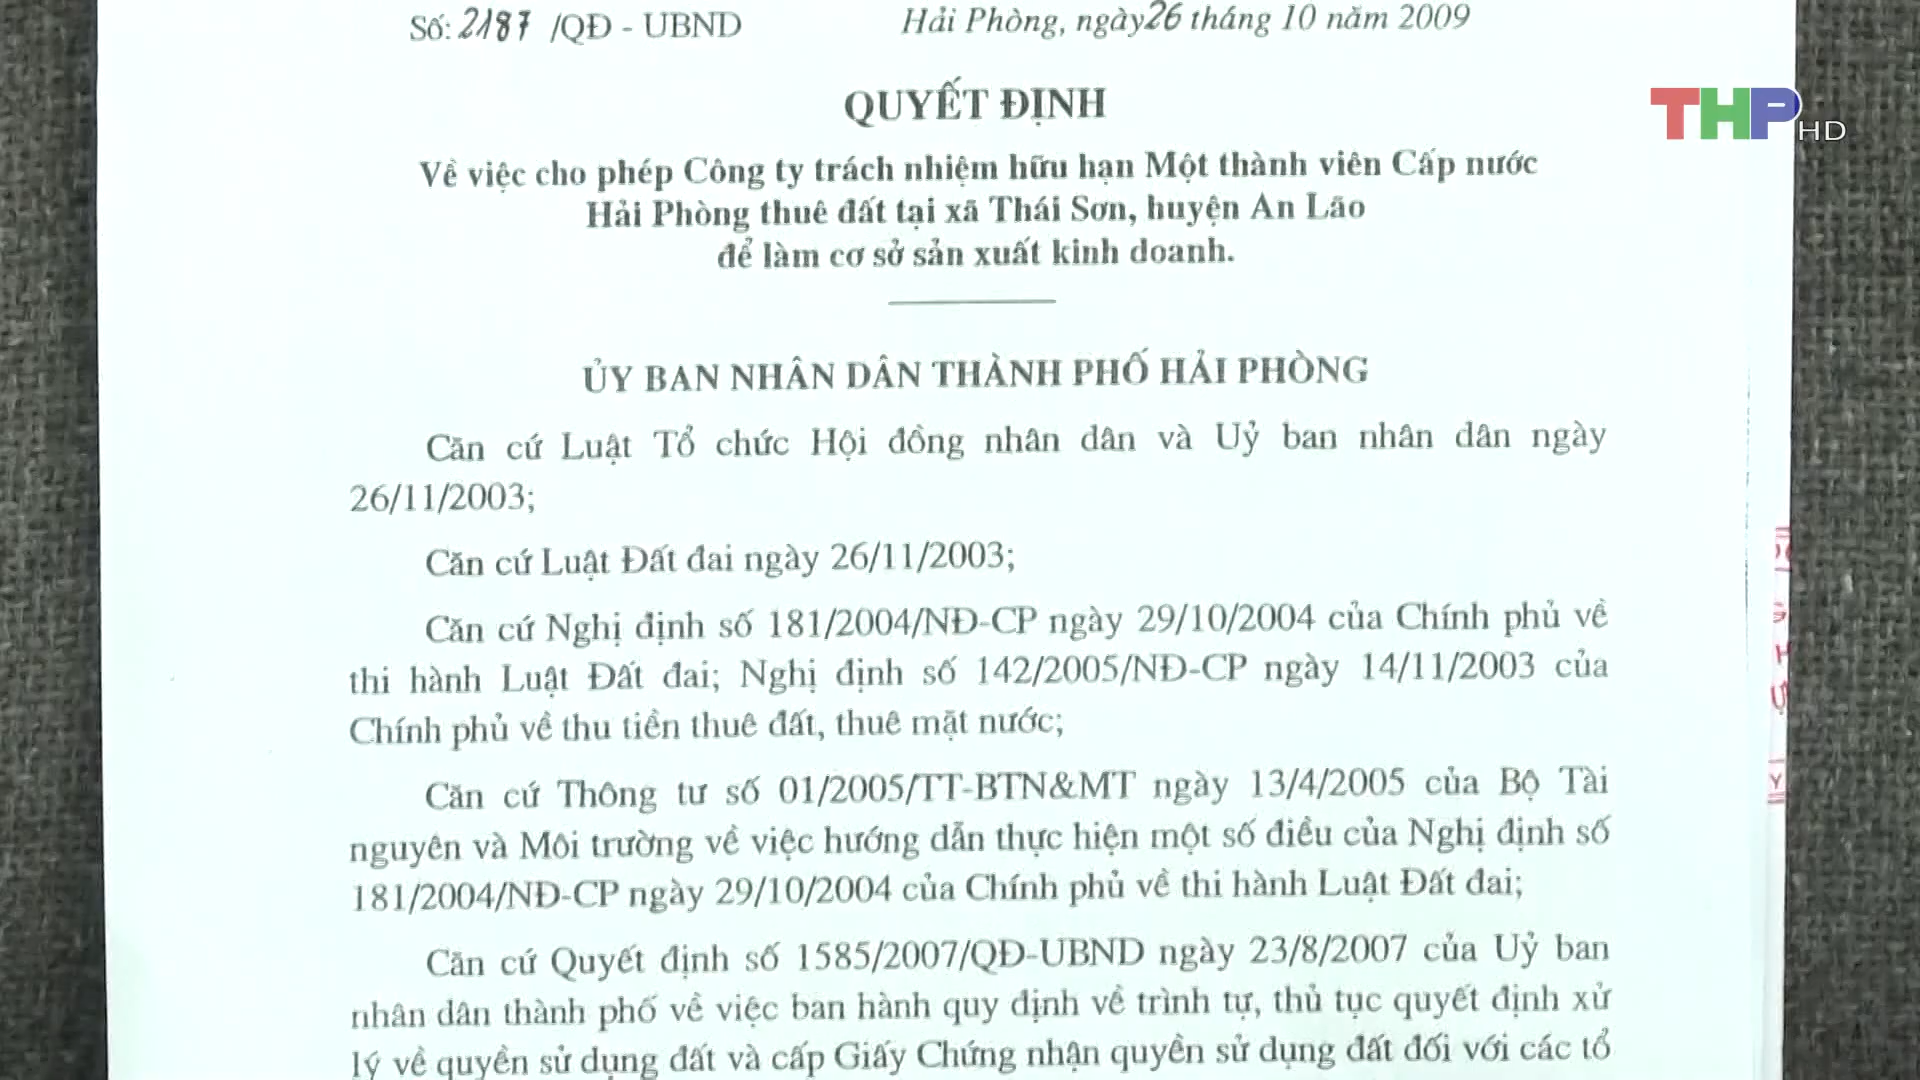 Số: 2187 /QĐ - UBND
Hải Phòng, ngày 26 tháng 10 năm 2009
THP HD
QUYẾT ĐỊNH
Về việc cho phép Công ty trách nhiệm hữu hạn Một thành viên Cấp nước
Hải Phòng thuê đất tại xã Thái Sơn, huyện An Lão
để làm cơ sở sản xuất kinh doanh.
ỦY BAN NHÂN DÂN THÀNH PHỐ HẢI PHÒNG
Căn cứ Luật Tổ chức Hội đồng nhân dân và Uỷ ban nhân dân ngày
26/11/2003;
Căn cứ Luật Đất đai ngày 26/11/2003;
Căn cứ Nghị định số 181/2004/NĐ-CP ngày 29/10/2004 của Chính phủ về
thi hành Luật Đất đai; Nghị định số 142/2005/NĐ-CP ngày 14/11/2003 của
Chính phủ về thu tiền thuê đất, thuê mặt nước;
Căn cứ Thông tư số 01/2005/TT-BTN&MT ngày 13/4/2005 của Bộ Tài
nguyên và Môi trường về việc hướng dẫn thực hiện một số điều của Nghị định số
181/2004/NĐ-CP ngày 29/10/2004 của Chính phủ về thi hành Luật Đất đai;
Căn cứ Quyết định số 1585/2007/QĐ-UBND ngày 23/8/2007 của Uỷ ban
nhân dân thành phố về việc ban hành quy định về trình tự, thủ tục quyết định xử
lý về quyền sử dụng đất và cấp Giấy Chứng nhận quyền sử dụng đất đối với các tổ